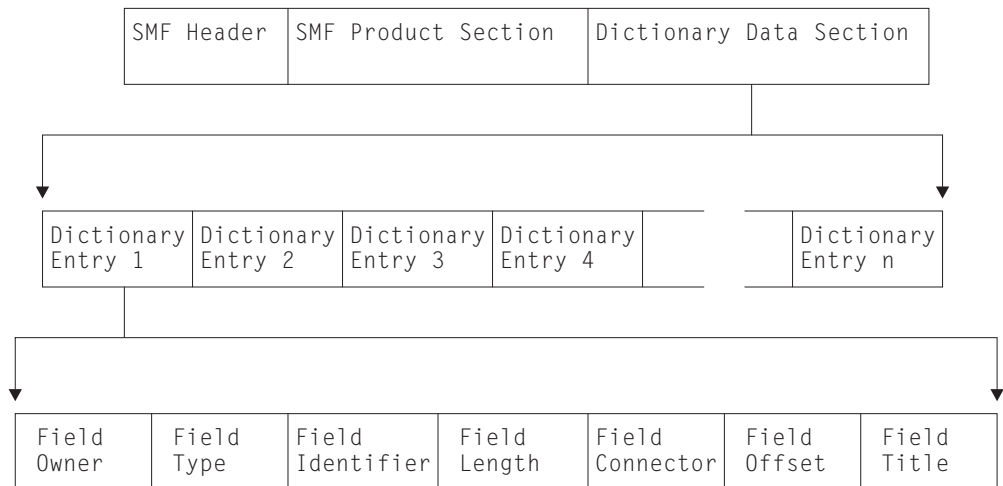 SMF Header SMF Product Section Dictionary Data Section
Dictionary Dictionary Dictionary Dictionary Dictionary
Entry 1 Entry 2 Entry 3 Entry 4 Entry n
Field Field Field Field Field Field Field
Owner Type Identifier Length Connector Offset Title